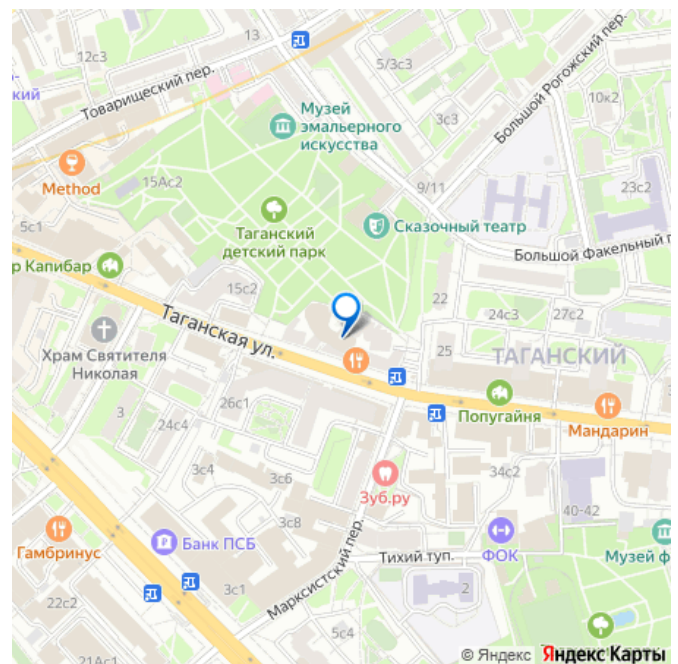 13
12с3
5/3с3
10к2
кий
Товарищеский пер.
Большой Рогожский пер.
Музей
эмальерного
искусства
3с3
Method
15Ас2
9/11
23с2
Таганский
детский парк
Сказочный театр
5с1
Большой Факельный п
р Капибар
15с2
22
24с3
27с2
Таганская ул.
Храм Святителя
Николая
25
ТАГАНСКИЙ
Попугайня
Мандарин
3
26с1
24с4
3с4
3с6
Зуб.ру
34с2
40-42
3с8
Гамбринус
Банк ПСБ
ФОК
Музей ф
Тихий туп.
Марксистский пер.
3с1
2
22с2
5с4
21Ас1
© Яндекс Яндекс Карты